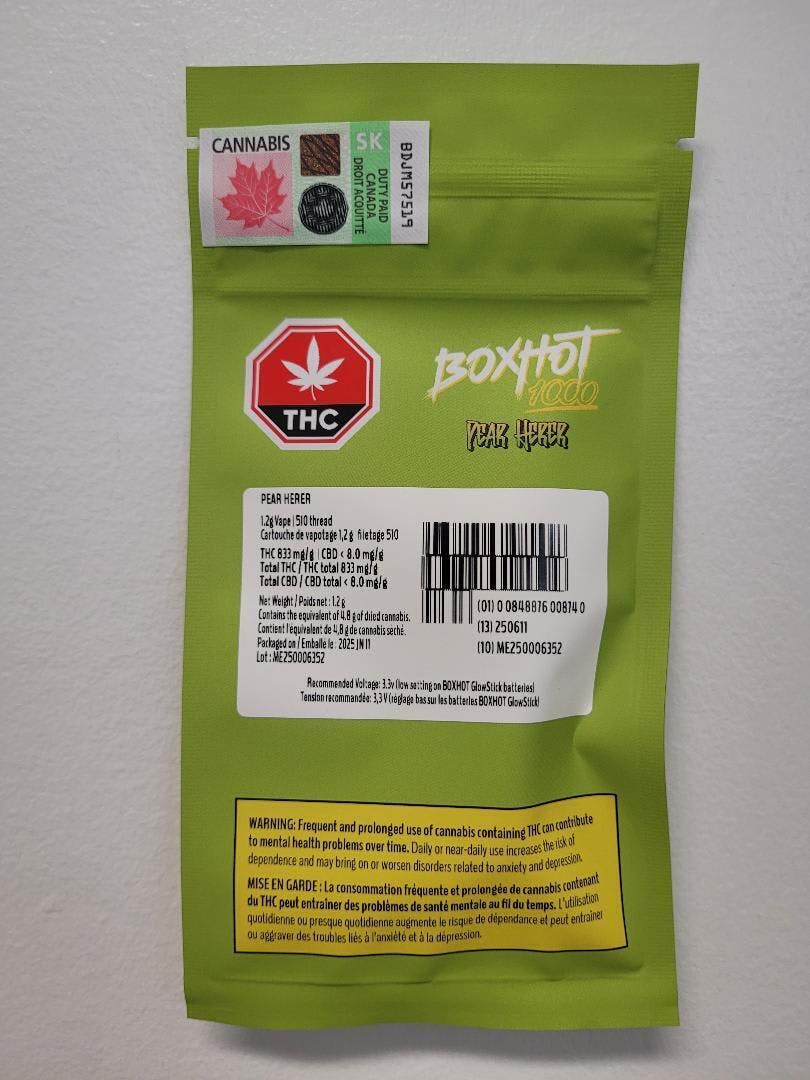 CANNABIS
SK
DUTY PAID
CANADA
DROIT ACQUITTÉ
BDJM57519
THC
BOXHOT
1000
PEAR HERER
PEAR HERER
1.2g Vape | 510 thread
Cartouche de vapotage 1,2 g filetage 510
THC 833 mg/g | CBD < 8.0 mg/g
Total THC / THC total 833 mg/g
Total CBD / CBD total < 8.0 mg/g
Net Weight / Poids net : 1.2 g
Contains the equivalent of 4.8 g of dried cannabis.
Contient l'équivalent de 4,8 g de cannabis séché.
Packaged on / Emballé le : 2025 JN 11
Lot : ME250006352
(01) 0 0848876 00874 0
(13) 250611
(10) ME250006352
Recommended Voltage: 3.3v (low setting on BOXHOT GlowStick batteries)
Tension recommandée: 3,3 V (réglage bas sur les batteries BOXHOT GlowStick)
WARNING: Frequent and prolonged use of cannabis containing THC can contribute
to mental health problems over time. Daily or near-daily use increases the risk of
dependence and may bring on or worsen disorders related to anxiety and depression.
MISE EN GARDE : La consommation fréquente et prolongée de cannabis contenant
du THC peut entraîner des problèmes de santé mentale au fil du temps. L'utilisation
quotidienne ou presque quotidienne augmente le risque de dépendance et peut entraîner
ou aggraver des troubles liés à l'anxiété et à la dépression.